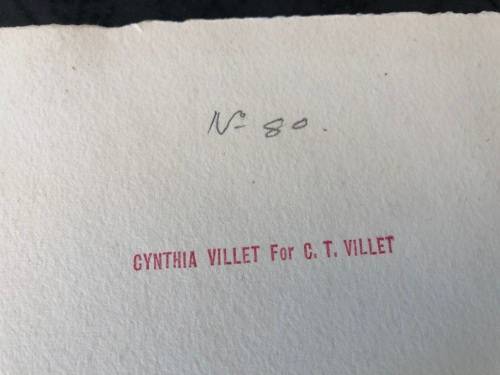 No 80.
CYNTHIA VILLET For C. T. VILLET